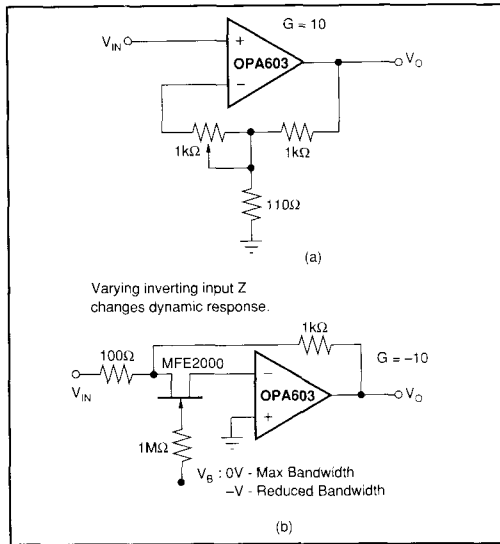 G = 10
V_IN
+
OPA603
−
V_O
1kΩ
1kΩ
110Ω
(a)
Varying inverting input Z
changes dynamic response.
1kΩ
100Ω
MFE2000
G = −10
V_IN
−
OPA603
+
V_O
1MΩ
V_B : 0V - Max Bandwidth
−V - Reduced Bandwidth
(b)